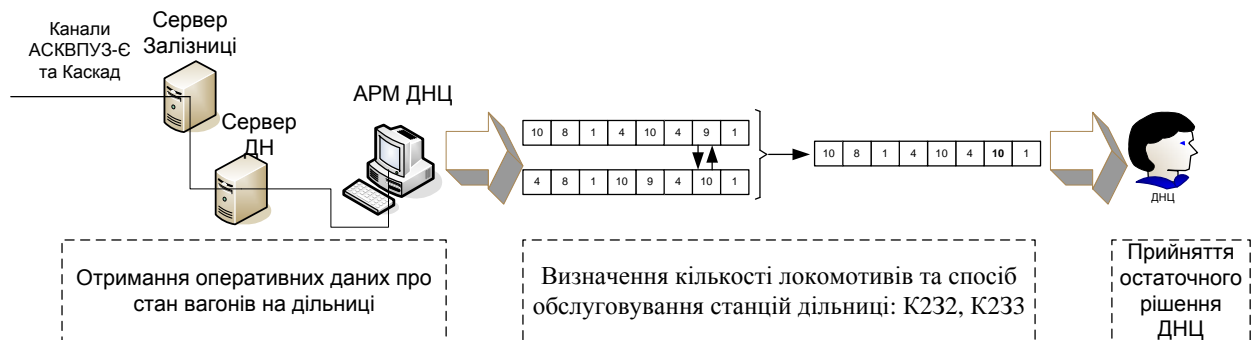 Канали
АСКВПУЗ-Є
та Каскад
Сервер
Залізниці
Сервер
ДН
АРМ ДНЦ
10 8 1 4 10 4 9 1
4 8 1 10 9 4 10 1
10 8 1 4 10 4 10 1
ДНЦ
Отримання оперативних даних про
стан вагонів на дільниці
Визначення кількості локомотивів та спосіб
обслуговування станцій дільниці: К2З2, К2З3
Прийняття
остаточного
рішення
ДНЦ